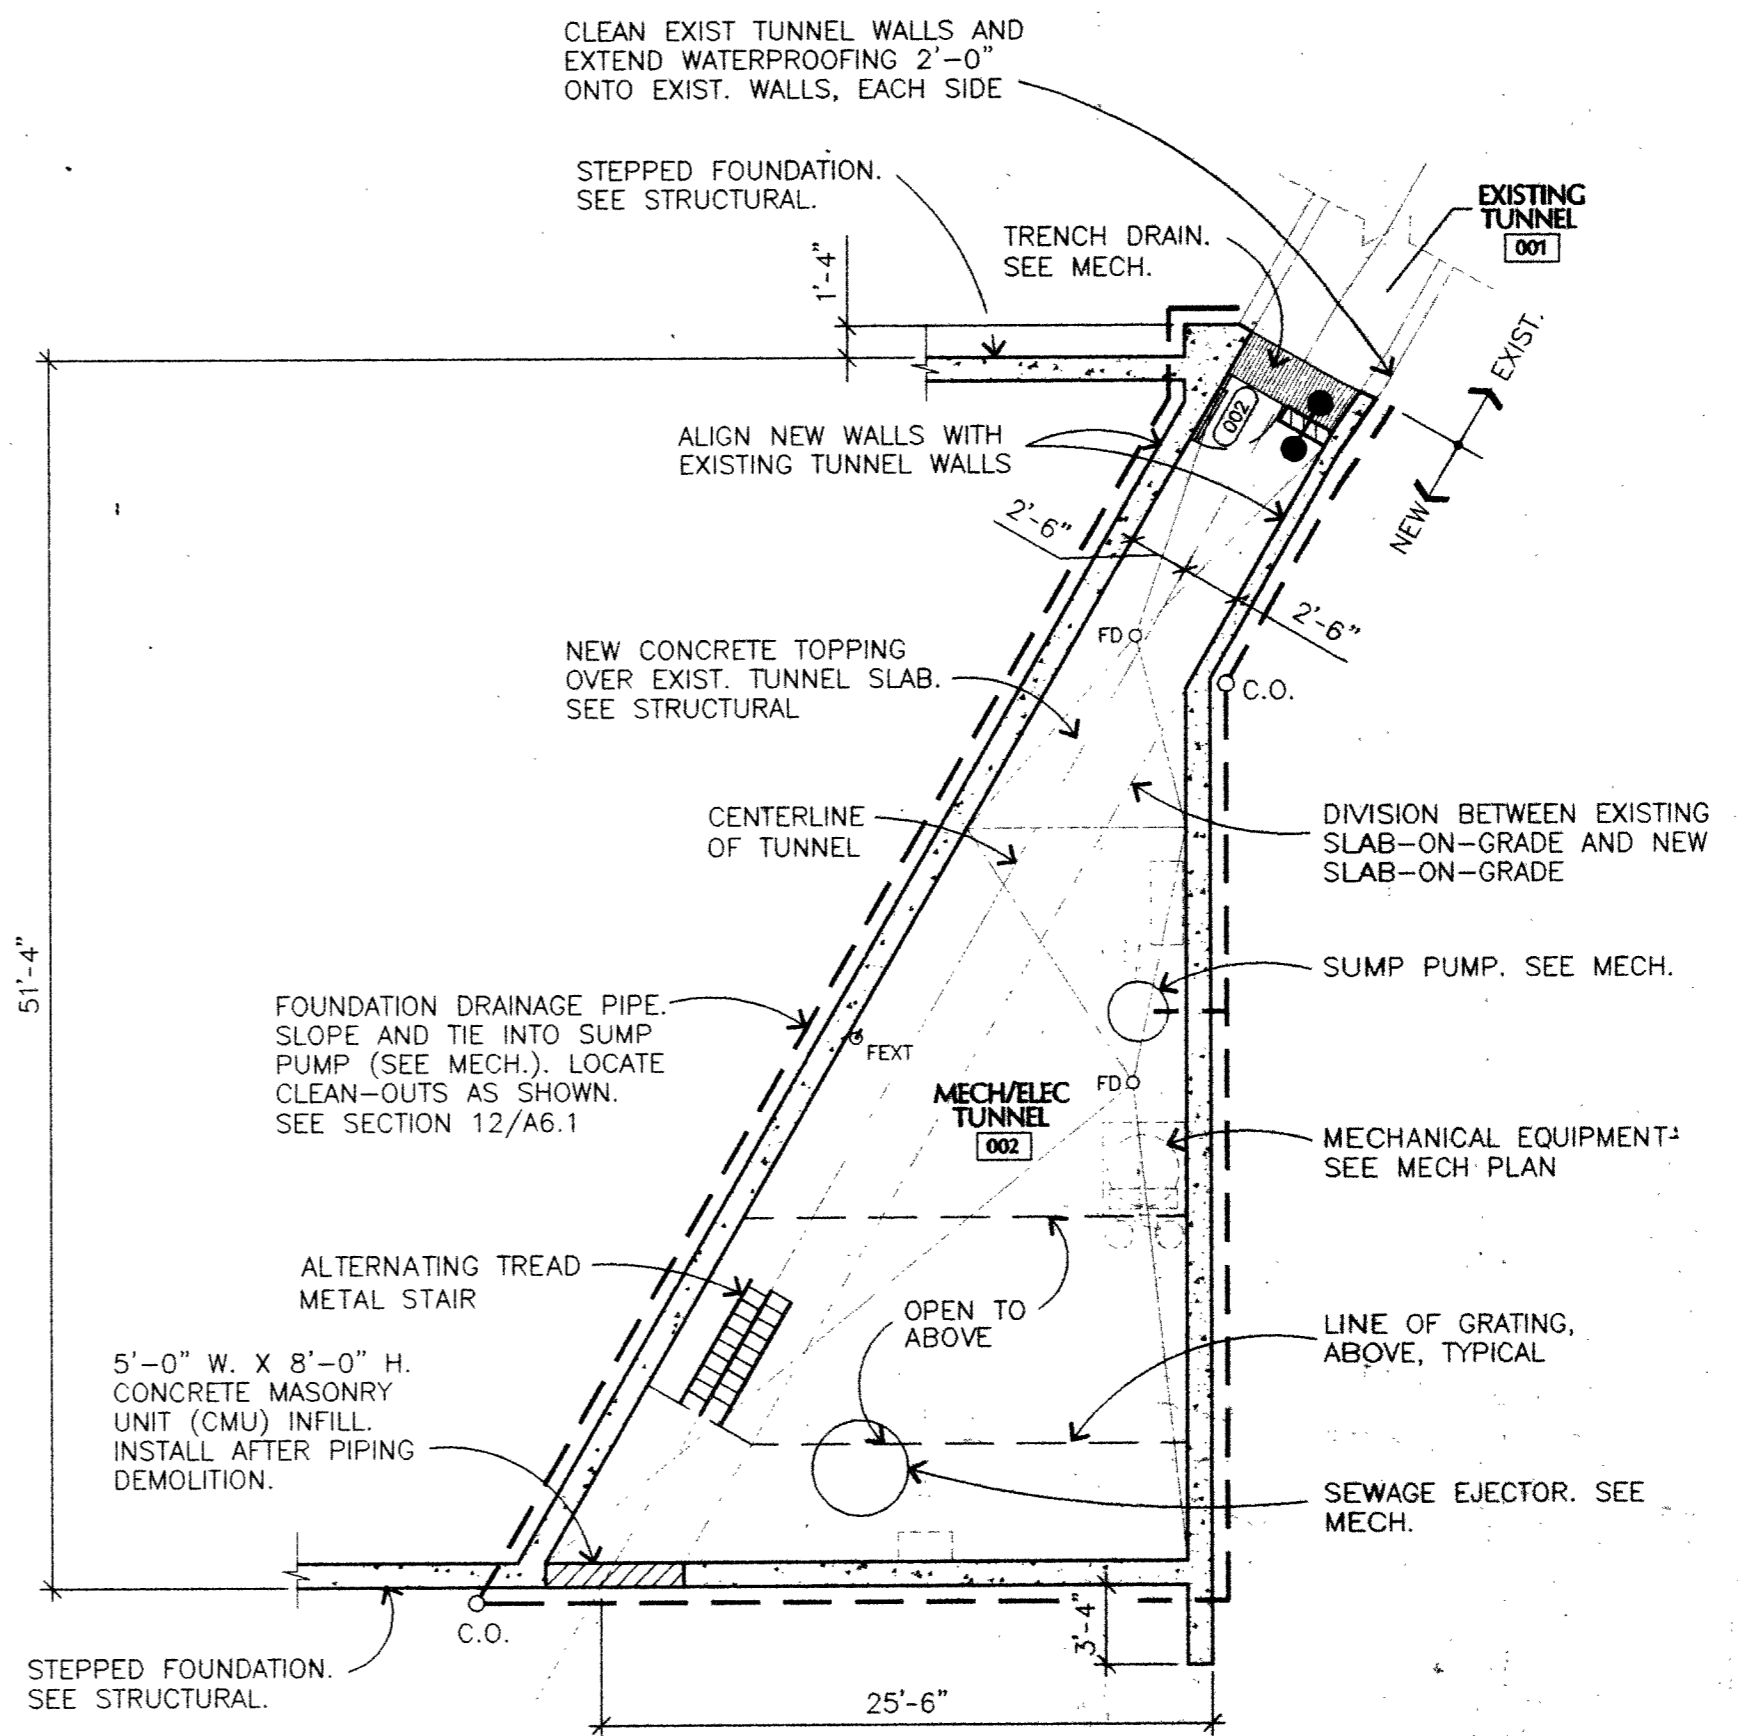 CLEAN EXIST TUNNEL WALLS AND
EXTEND WATERPROOFING 2'-0"
ONTO EXIST. WALLS, EACH SIDE
STEPPED FOUNDATION.
SEE STRUCTURAL.
TRENCH DRAIN.
SEE MECH.
EXISTING
TUNNEL
001
1'-4"
EXIST.
NEW
002
ALIGN NEW WALLS WITH
EXISTING TUNNEL WALLS
2'-6"
2'-6"
FD
C.O.
NEW CONCRETE TOPPING
OVER EXIST. TUNNEL SLAB.
SEE STRUCTURAL
CENTERLINE
OF TUNNEL
DIVISION BETWEEN EXISTING
SLAB-ON-GRADE AND NEW
SLAB-ON-GRADE
51'-4"
SUMP PUMP. SEE MECH.
FOUNDATION DRAINAGE PIPE.
SLOPE AND TIE INTO SUMP
PUMP (SEE MECH.). LOCATE
CLEAN-OUTS AS SHOWN.
SEE SECTION 12/A6.1
FEXT
FD
MECH/ELEC
TUNNEL
002
MECHANICAL EQUIPMENT
SEE MECH PLAN
ALTERNATING TREAD
METAL STAIR
OPEN TO
ABOVE
LINE OF GRATING,
ABOVE, TYPICAL
5'-0" W. X 8'-0" H.
CONCRETE MASONRY
UNIT (CMU) INFILL.
INSTALL AFTER PIPING
DEMOLITION.
SEWAGE EJECTOR. SEE
MECH.
C.O.
3'-4"
STEPPED FOUNDATION.
SEE STRUCTURAL.
25'-6"